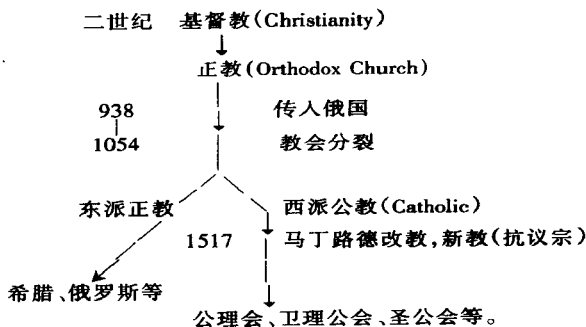 二世纪 基督教(Christianity)
正教(Orthodox Church)
938 传人俄国
1054 教会分裂
东派正教 西派公教(Catholic)
1517 马丁路德改教,新教(抗议宗)
希腊、俄罗斯等
公理会、卫理公会、圣公会等。